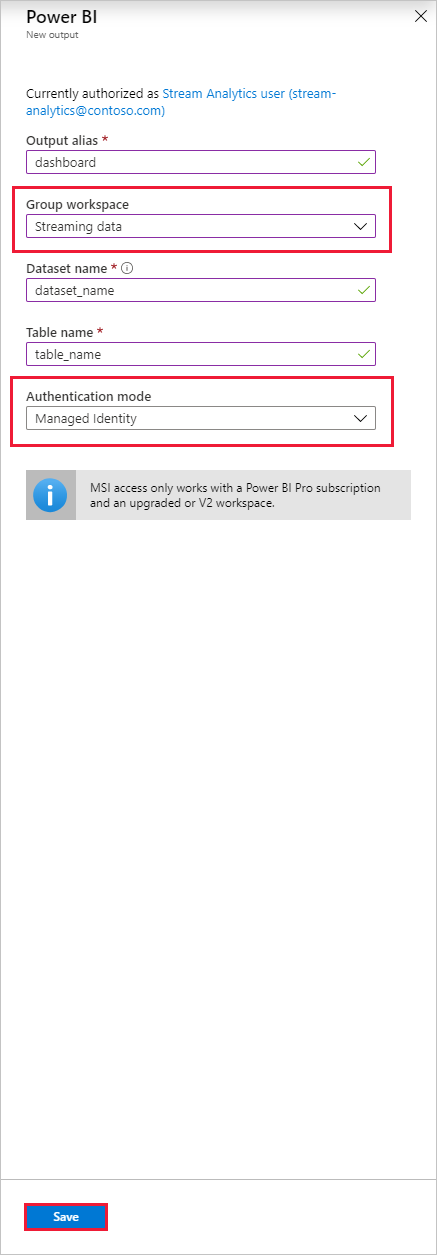 Power BI
New output
Currently authorized as Stream Analytics user (stream-
analytics@contoso.com)
Output alias *
dashboard
Group workspace
Streaming data
Dataset name *
dataset_name
Table name *
table_name
Authentication mode
Managed Identity
MSI access only works with a Power BI Pro subscription
and an upgraded or V2 workspace.
Save